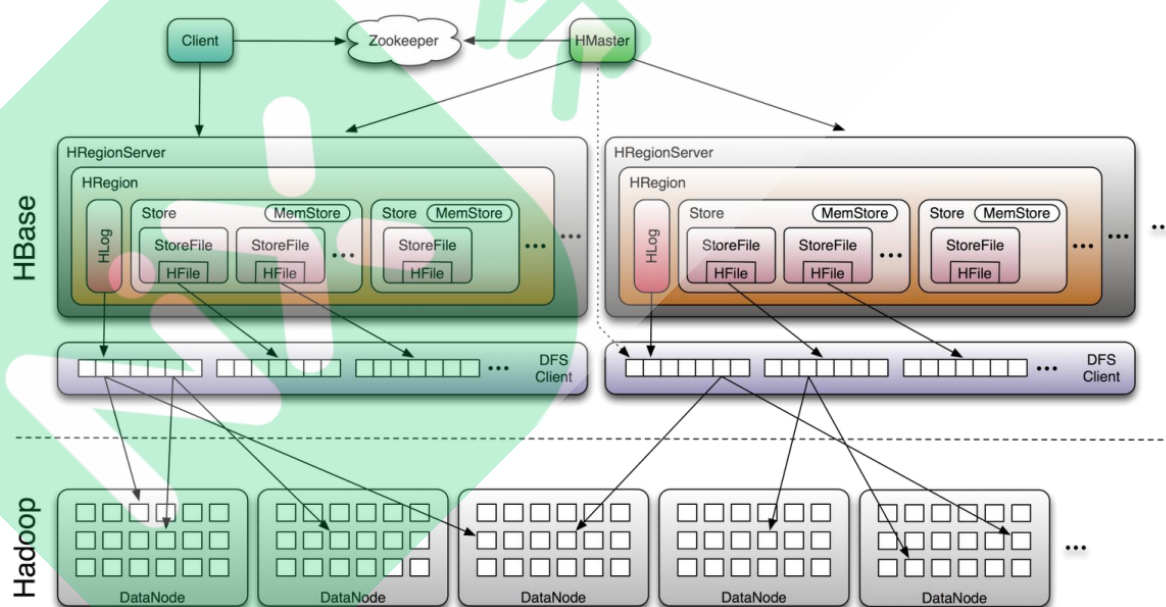 Client
Zookeeper
HMaster
HBase
HRegionServer
HRegion
HLog
Store
MemStore
StoreFile
HFile
StoreFile
HFile
...
Store
MemStore
StoreFile
HFile
...
...
HRegionServer
HRegion
HLog
Store
MemStore
StoreFile
HFile
StoreFile
HFile
...
Store
MemStore
StoreFile
HFile
...
...
...
...
DFS
Client
...
DFS
Client
Hadoop
DataNode
DataNode
DataNode
DataNode
DataNode
...